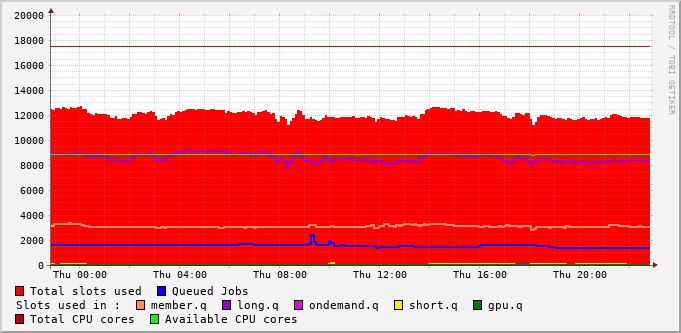 20000
18000
16000
14000
12000
10000
8000
6000
4000
2000
0
Thu 00:00 Thu 04:00 Thu 08:00 Thu 12:00 Thu 16:00 Thu 20:00
RRDTOOL / TOBI OETIKER
Total slots used Queued Jobs
Slots used in : member.q long.q ondemand.q short.q gpu.q
Total CPU cores Available CPU cores